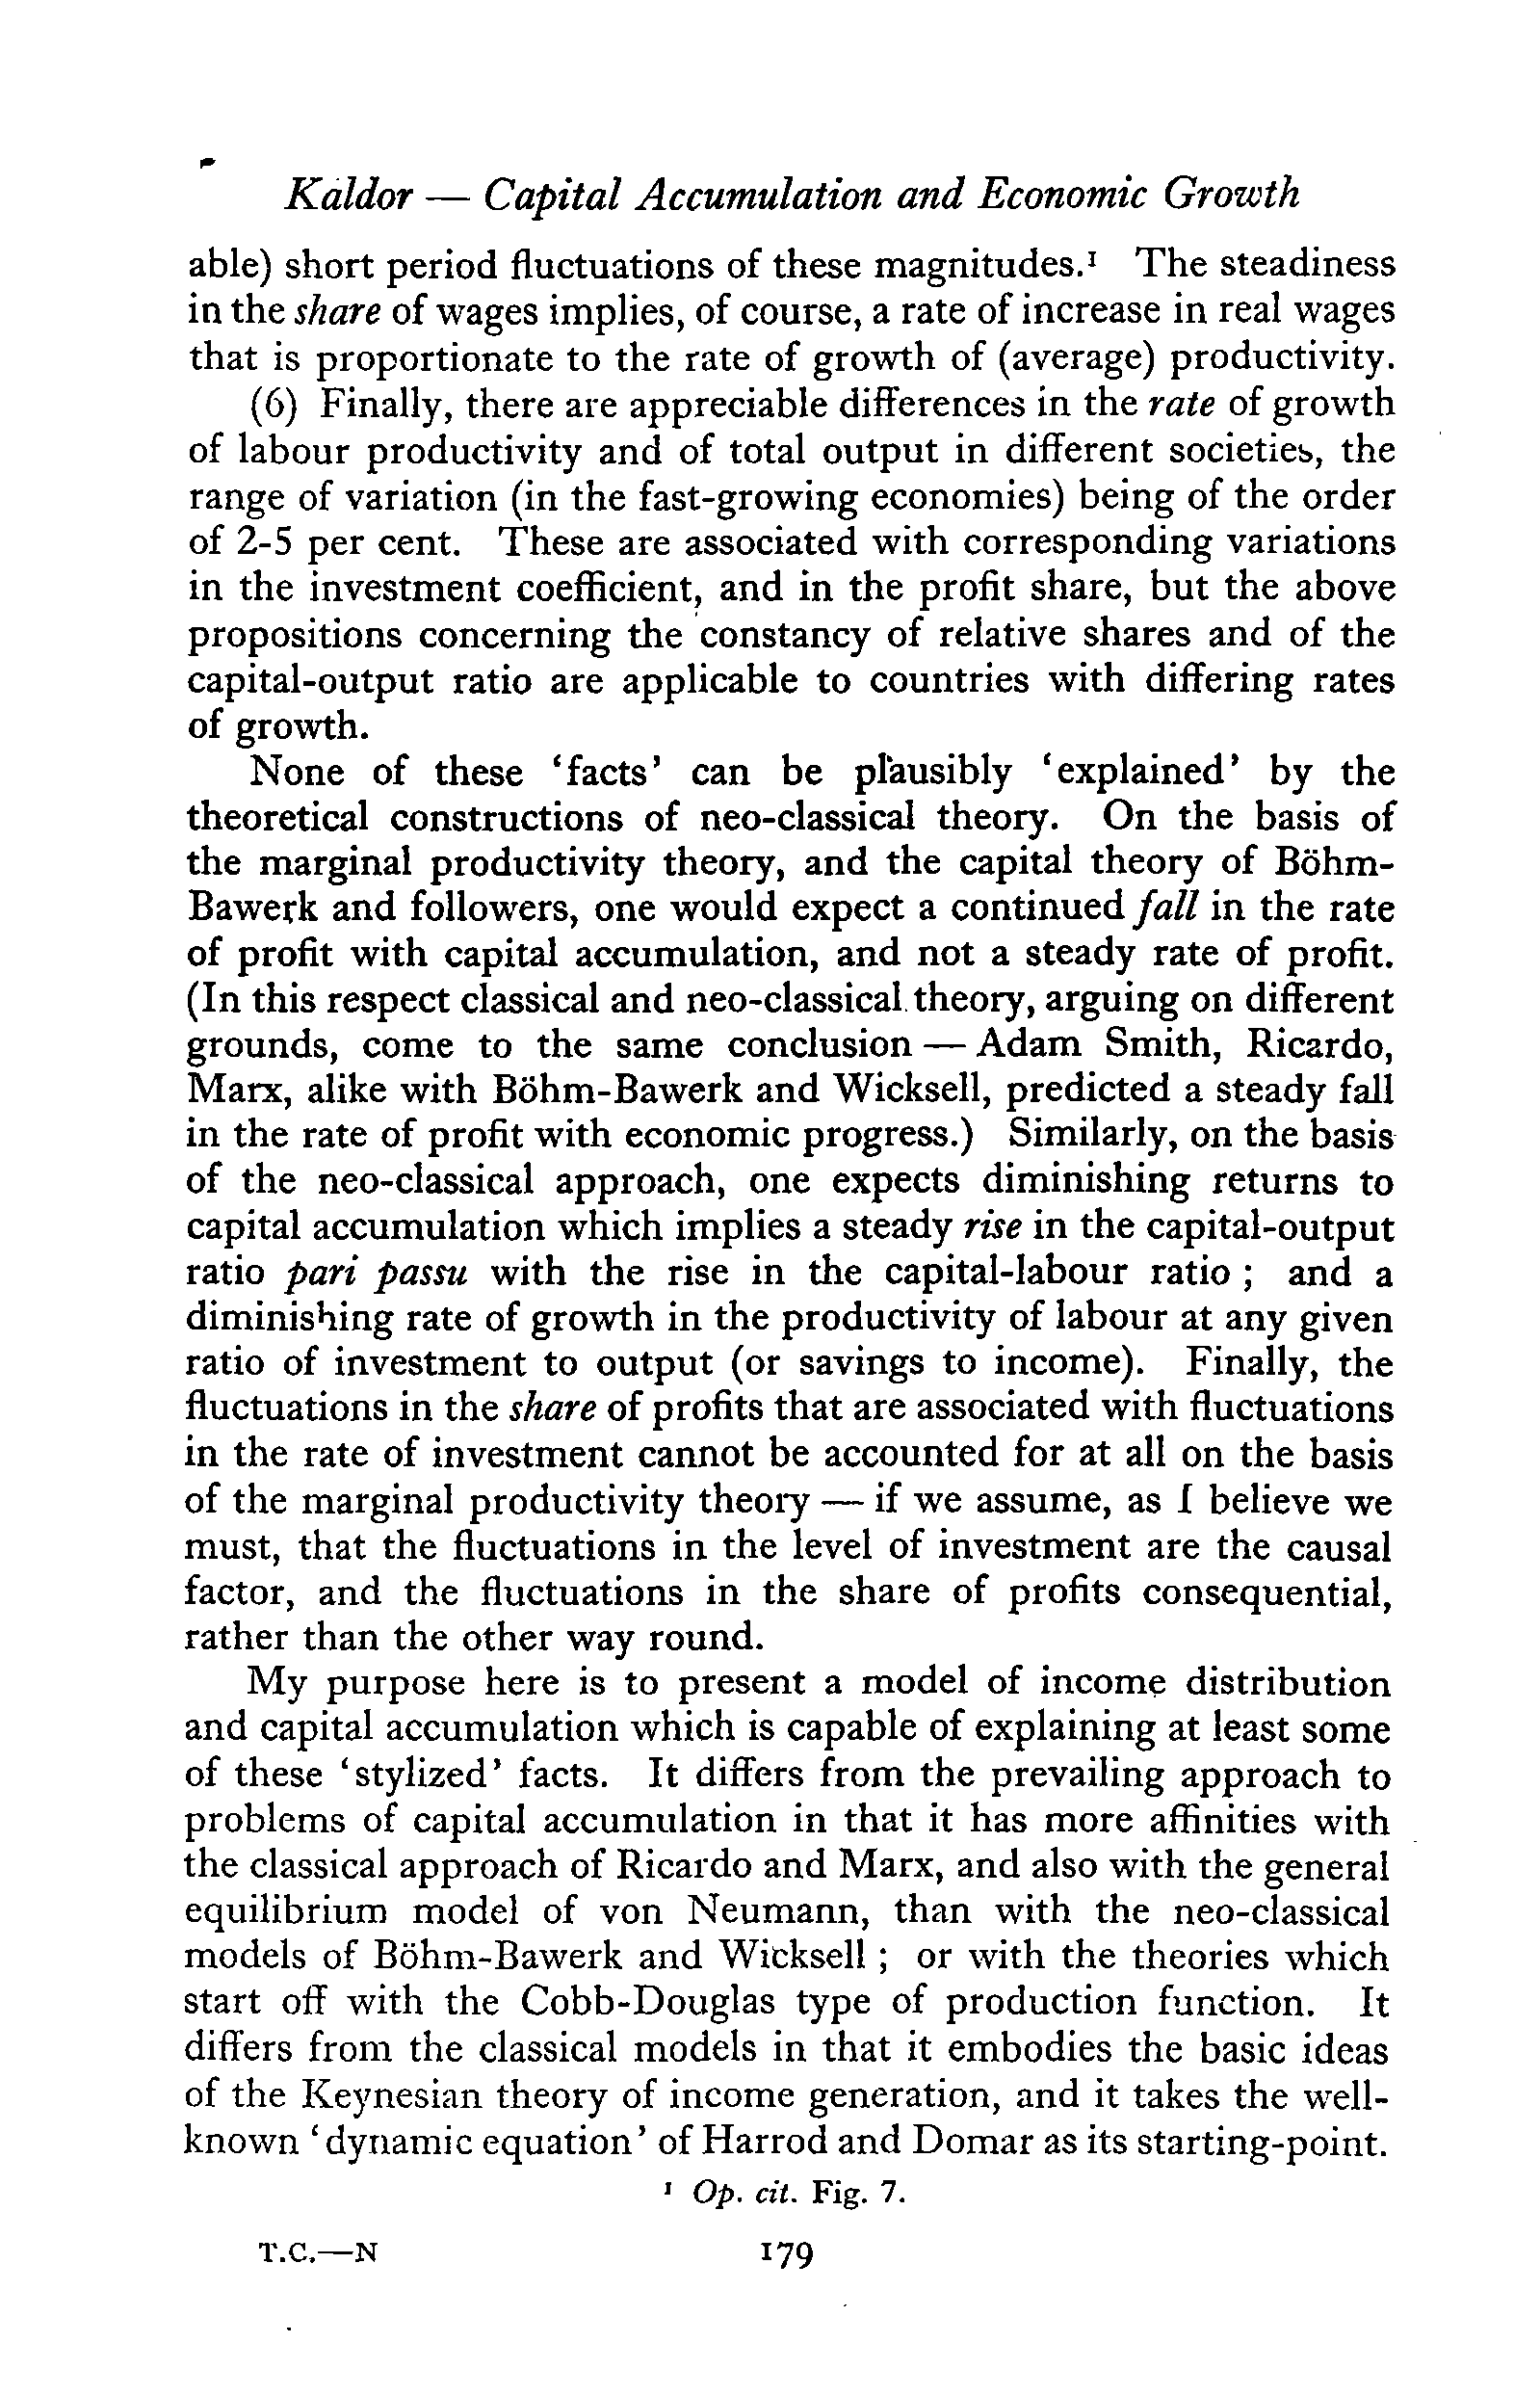 Kaldor — Capital Accumulation and Economic Growth
able) short period fluctuations of these magnitudes.¹ The steadiness
in the share of wages implies, of course, a rate of increase in real wages
that is proportionate to the rate of growth of (average) productivity.
(6) Finally, there are appreciable differences in the rate of growth
of labour productivity and of total output in different societies, the
range of variation (in the fast-growing economies) being of the order
of 2-5 per cent. These are associated with corresponding variations
in the investment coefficient, and in the profit share, but the above
propositions concerning the constancy of relative shares and of the
capital-output ratio are applicable to countries with differing rates
of growth.
None of these ‘facts’ can be plausibly ‘explained’ by the
theoretical constructions of neo-classical theory. On the basis of
the marginal productivity theory, and the capital theory of Böhm-
Bawerk and followers, one would expect a continued fall in the rate
of profit with capital accumulation, and not a steady rate of profit.
(In this respect classical and neo-classical theory, arguing on different
grounds, come to the same conclusion — Adam Smith, Ricardo,
Marx, alike with Böhm-Bawerk and Wicksell, predicted a steady fall
in the rate of profit with economic progress.) Similarly, on the basis
of the neo-classical approach, one expects diminishing returns to
capital accumulation which implies a steady rise in the capital-output
ratio pari passu with the rise in the capital-labour ratio ; and a
diminishing rate of growth in the productivity of labour at any given
ratio of investment to output (or savings to income). Finally, the
fluctuations in the share of profits that are associated with fluctuations
in the rate of investment cannot be accounted for at all on the basis
of the marginal productivity theory — if we assume, as I believe we
must, that the fluctuations in the level of investment are the causal
factor, and the fluctuations in the share of profits consequential,
rather than the other way round.
My purpose here is to present a model of income distribution
and capital accumulation which is capable of explaining at least some
of these ‘stylized’ facts. It differs from the prevailing approach to
problems of capital accumulation in that it has more affinities with
the classical approach of Ricardo and Marx, and also with the general
equilibrium model of von Neumann, than with the neo-classical
models of Böhm-Bawerk and Wicksell ; or with the theories which
start off with the Cobb-Douglas type of production function. It
differs from the classical models in that it embodies the basic ideas
of the Keynesian theory of income generation, and it takes the well-
known ‘dynamic equation’ of Harrod and Domar as its starting-point.
¹ Op. cit. Fig. 7.
T.C.—N 179